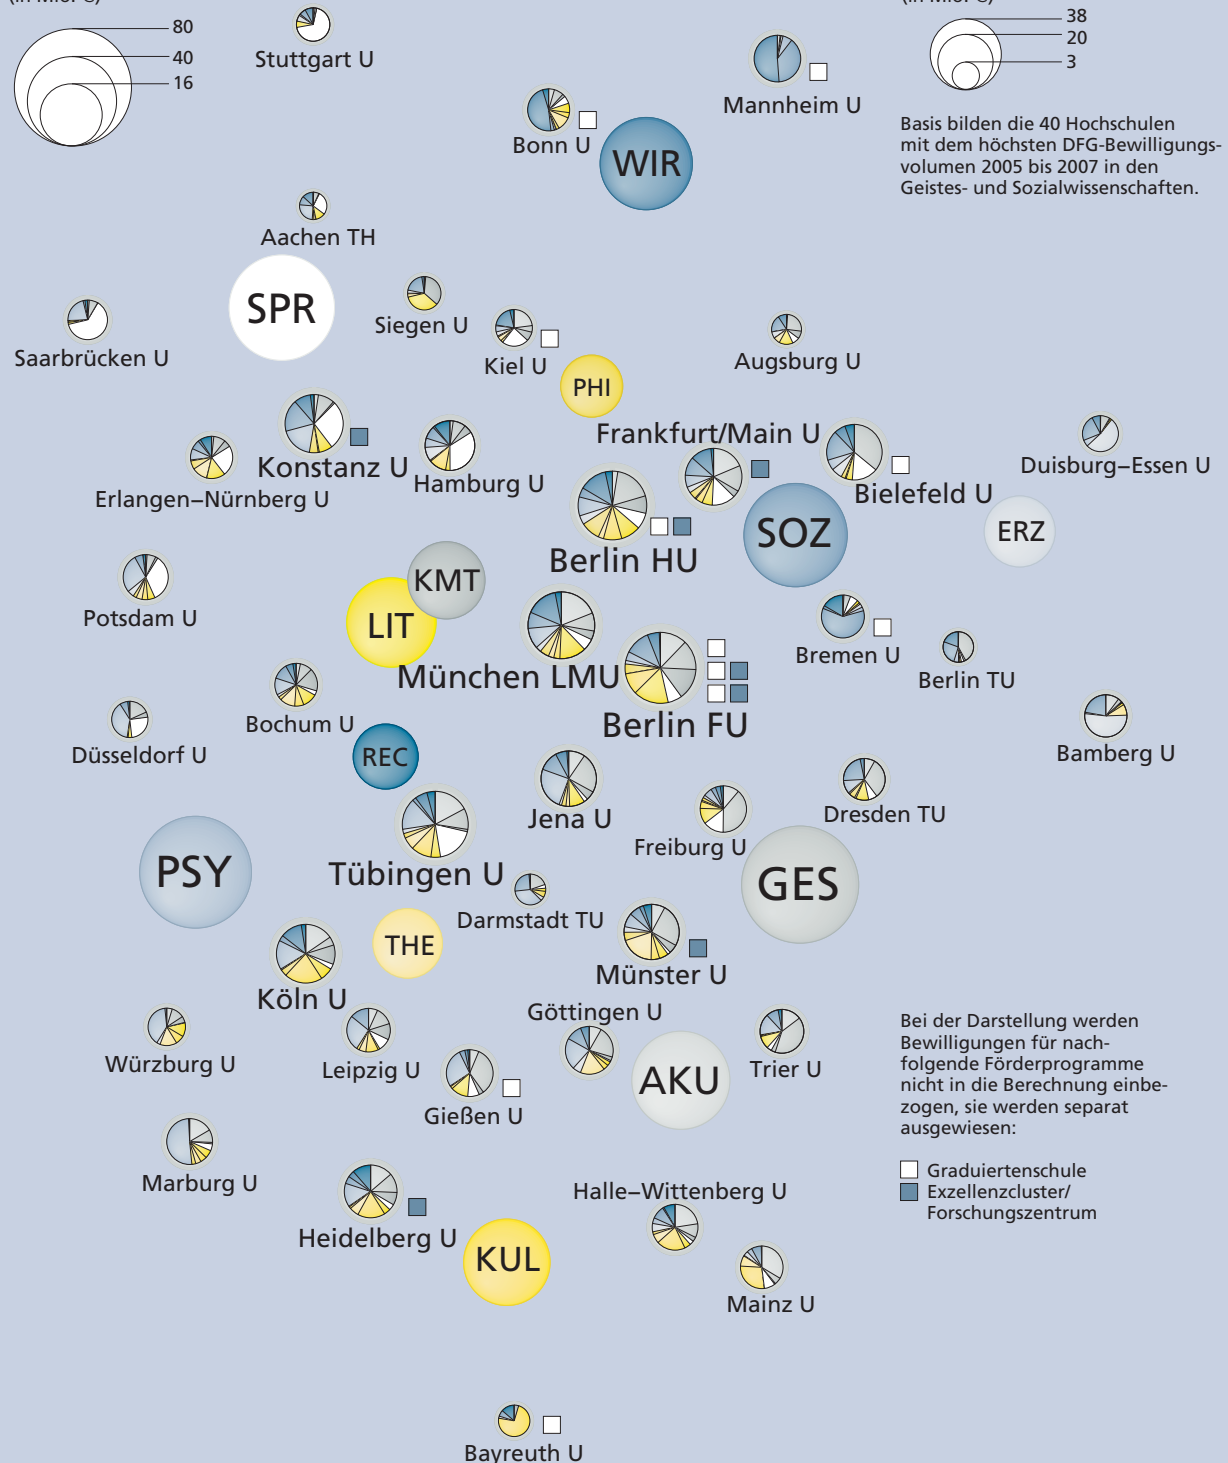 (in Mio. €)
80
40
16
Stuttgart U
Mannheim U
Bonn U
WIR
(in Mio. €)
38
20
3
Basis bilden die 40 Hochschulen
mit dem höchsten DFG-Bewilligungs-
volumen 2005 bis 2007 in den
Geistes- und Sozialwissenschaften.
Aachen TH
SPR
Saarbrücken U
Siegen U
Kiel U
PHI
Augsburg U
Frankfurt/Main U
Konstanz U
Hamburg U
Erlangen–Nürnberg U
Bielefeld U
Duisburg–Essen U
SOZ
ERZ
Berlin HU
KMT
LIT
Potsdam U
München LMU
Bremen U
Berlin TU
Berlin FU
Bochum U
Düsseldorf U
Bamberg U
REC
Jena U
Dresden TU
Freiburg U
PSY
Tübingen U
GES
Darmstadt TU
THE
Münster U
Köln U
Göttingen U
Würzburg U
Leipzig U
AKU
Trier U
Gießen U
Marburg U
Halle–Wittenberg U
Heidelberg U
KUL
Mainz U
Bayreuth U
Bei der Darstellung werden
Bewilligungen für nach-
folgende Förderprogramme
nicht in die Berechnung einbe-
zogen, sie werden separat
ausgewiesen:
Graduiertenschule
Exzellenzcluster/
Forschungszentrum